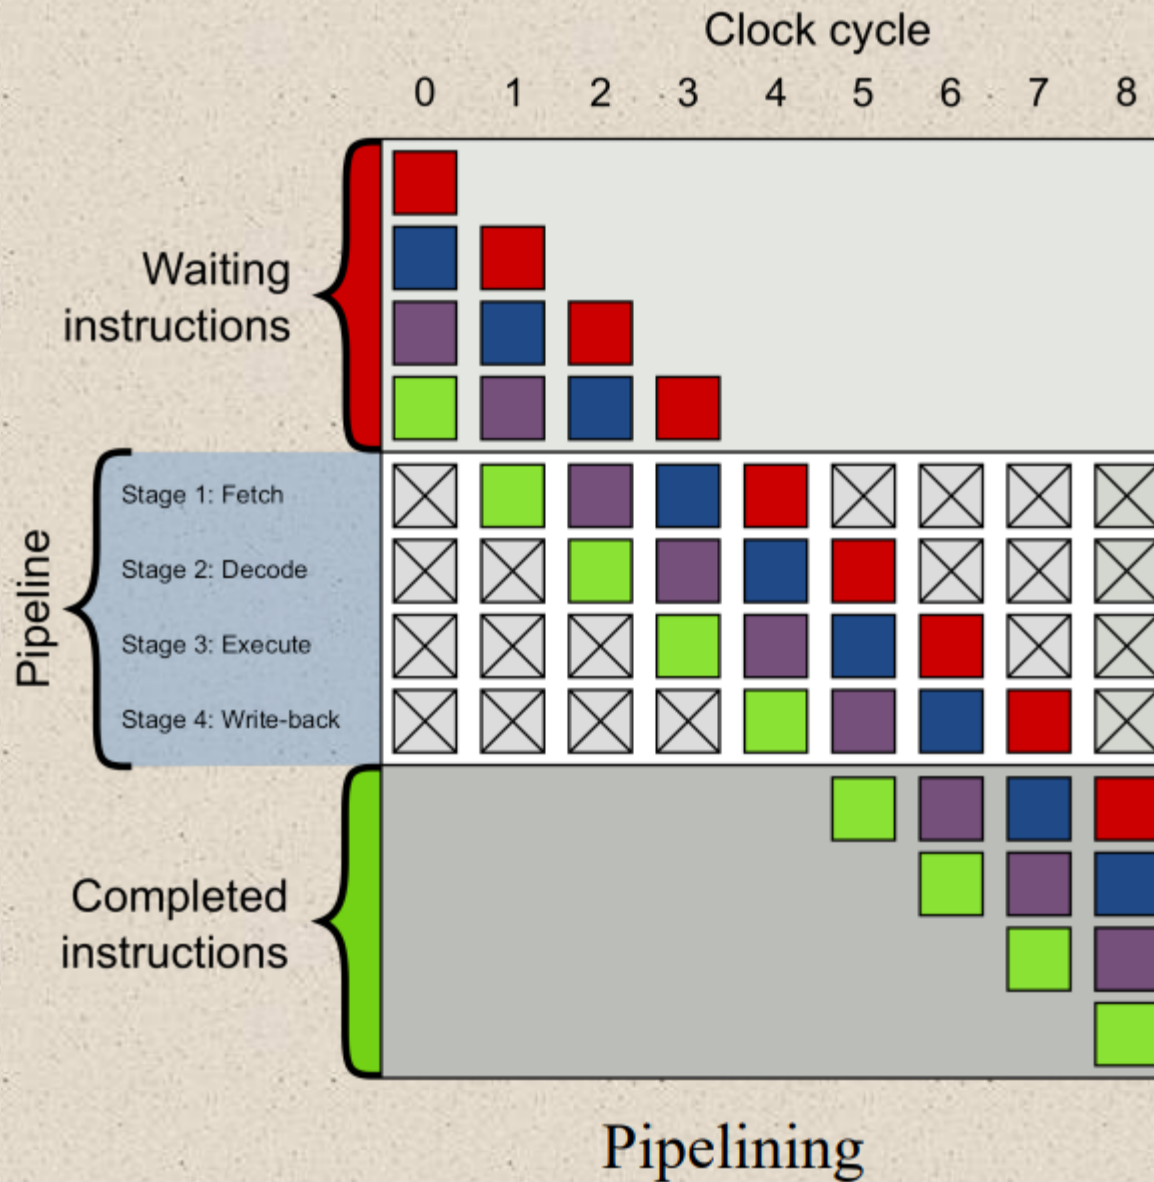 Clock cycle
0 1 2 3 4 5 6 7 8
Waiting
instructions
Pipeline
Stage 1: Fetch
Stage 2: Decode
Stage 3: Execute
Stage 4: Write-back
Completed
instructions
Pipelining